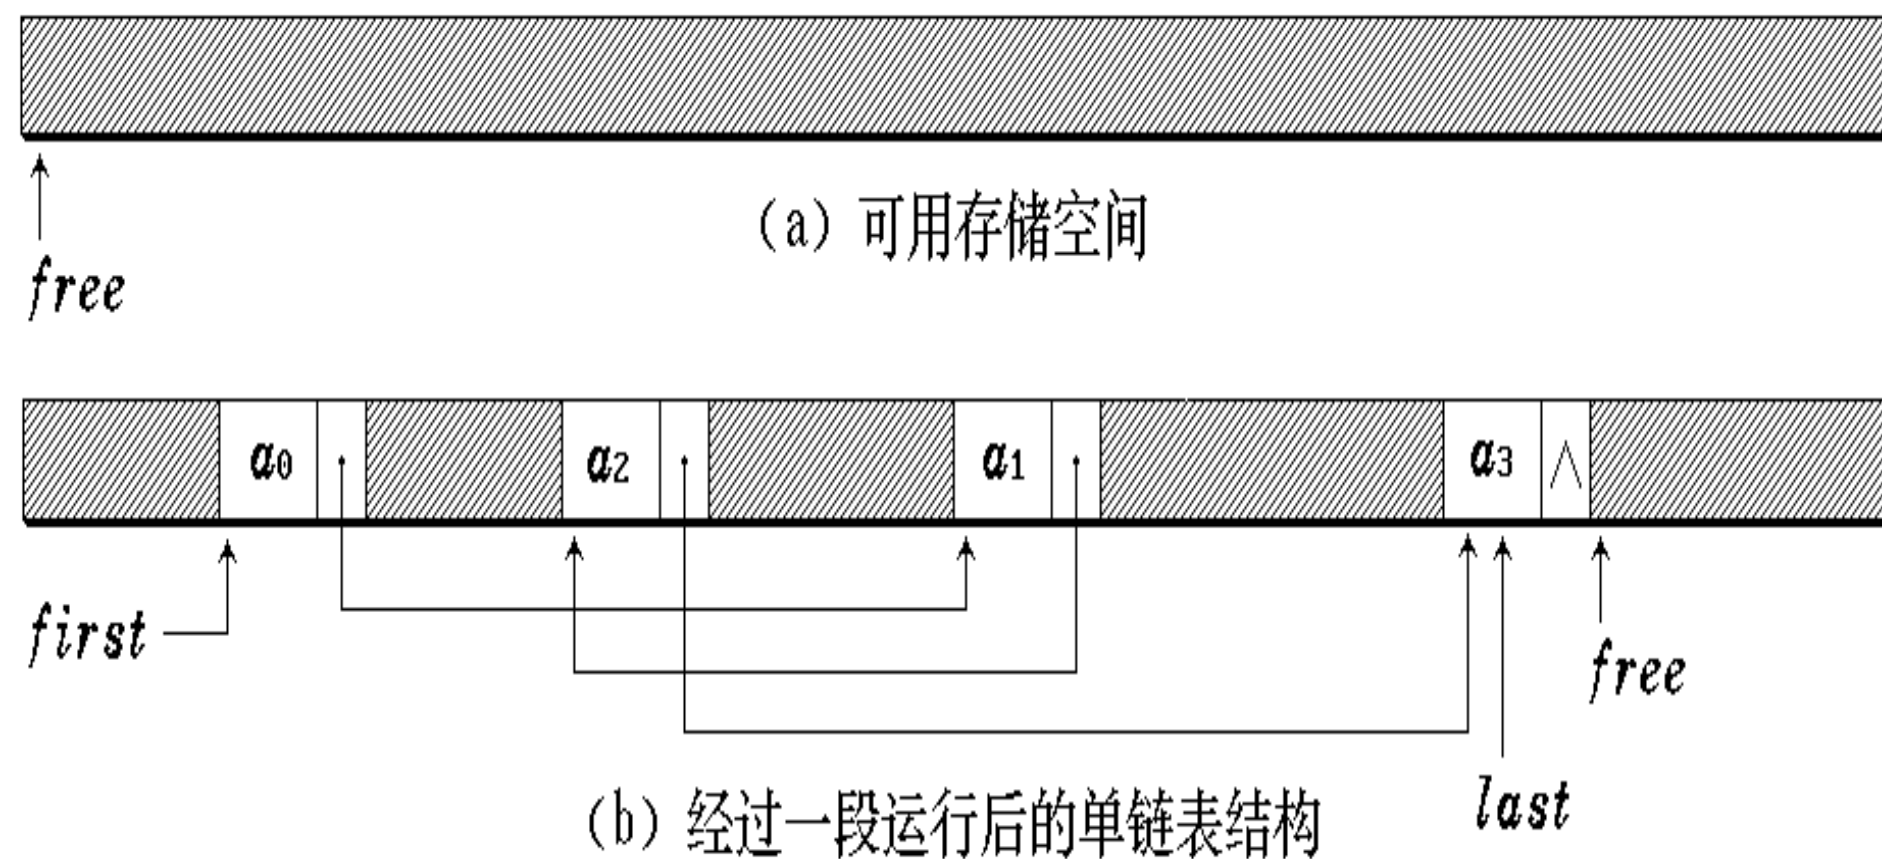 (a) 可用存储空间
free
a0 a2 a1 a3 ∧
first
free
last
(b) 经过一段运行后的单链表结构